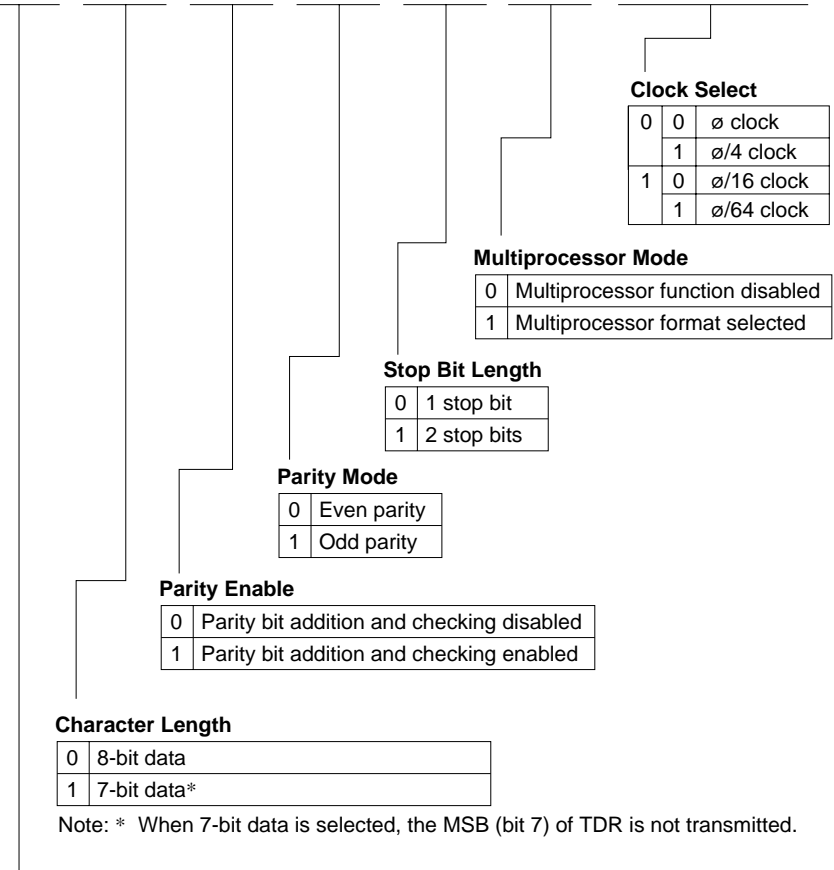 Clock Select
0 0 ø clock
1 ø/4 clock
1 0 ø/16 clock
1 ø/64 clock
Multiprocessor Mode
0 Multiprocessor function disabled
1 Multiprocessor format selected
Stop Bit Length
0 1 stop bit
1 2 stop bits
Parity Mode
0 Even parity
1 Odd parity
Parity Enable
0 Parity bit addition and checking disabled
1 Parity bit addition and checking enabled
Character Length
0 8-bit data
1 7-bit data*
Note: * When 7-bit data is selected, the MSB (bit 7) of TDR is not transmitted.